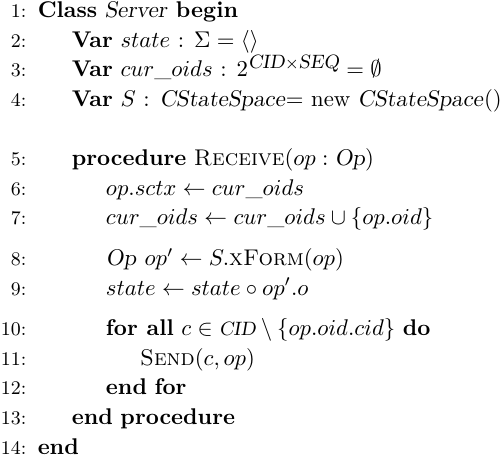 1: Class Server begin
2: Var state : Σ = ⟨⟩
3: Var cur_oids : 2^{CID×SEQ} = ∅
4: Var S : CStateSpace= new CStateSpace()
5: procedure RECEIVE(op : Op)
6: op.sctx ← cur_oids
7: cur_oids ← cur_oids ∪ {op.oid}
8: Op op′ ← S.XFORM(op)
9: state ← state ∘ op′.o
10: for all c ∈ CID \ {op.oid.cid} do
11: SEND(c, op)
12: end for
13: end procedure
14: end